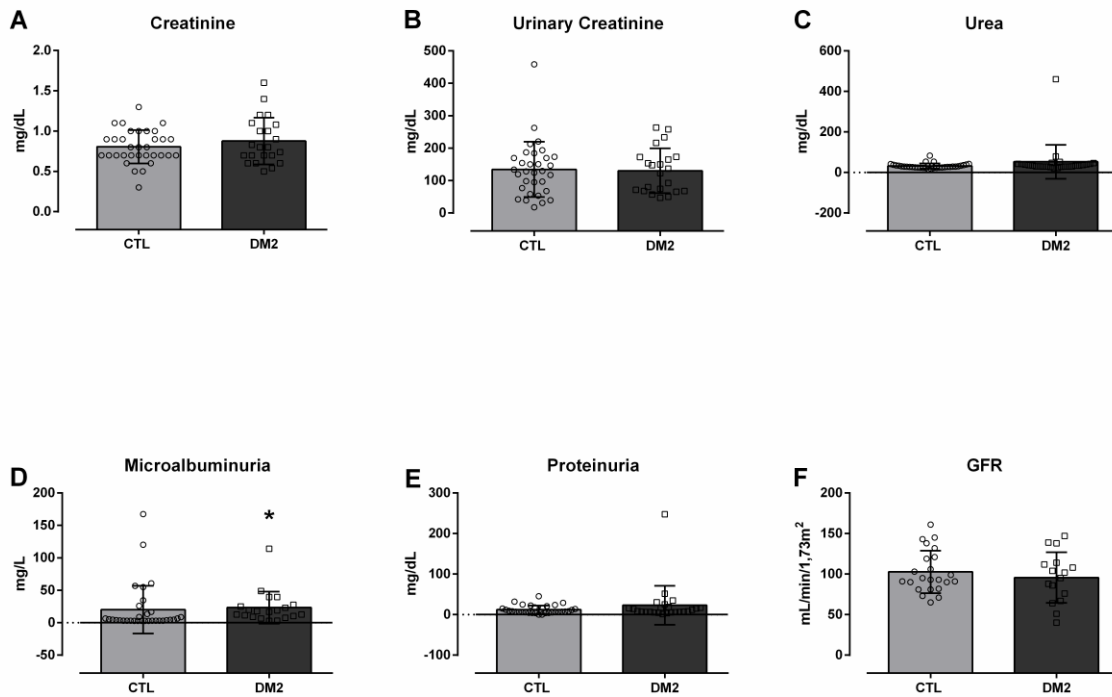 A
Creatinine
mg/dL
2.0
1.5
1.0
0.5
0.0
CTL
DM2
B
Urinary Creatinine
mg/dL
500
400
300
200
100
0
CTL
DM2
C
Urea
mg/dL
600
400
200
0
-200
CTL
DM2
D
Microalbuminuria
mg/L
200
150
100
50
0
-50
*
CTL
DM2
E
Proteinuria
mg/dL
300
200
100
0
-100
CTL
DM2
F
GFR
mL/min/1,73m²
200
150
100
50
0
CTL
DM2